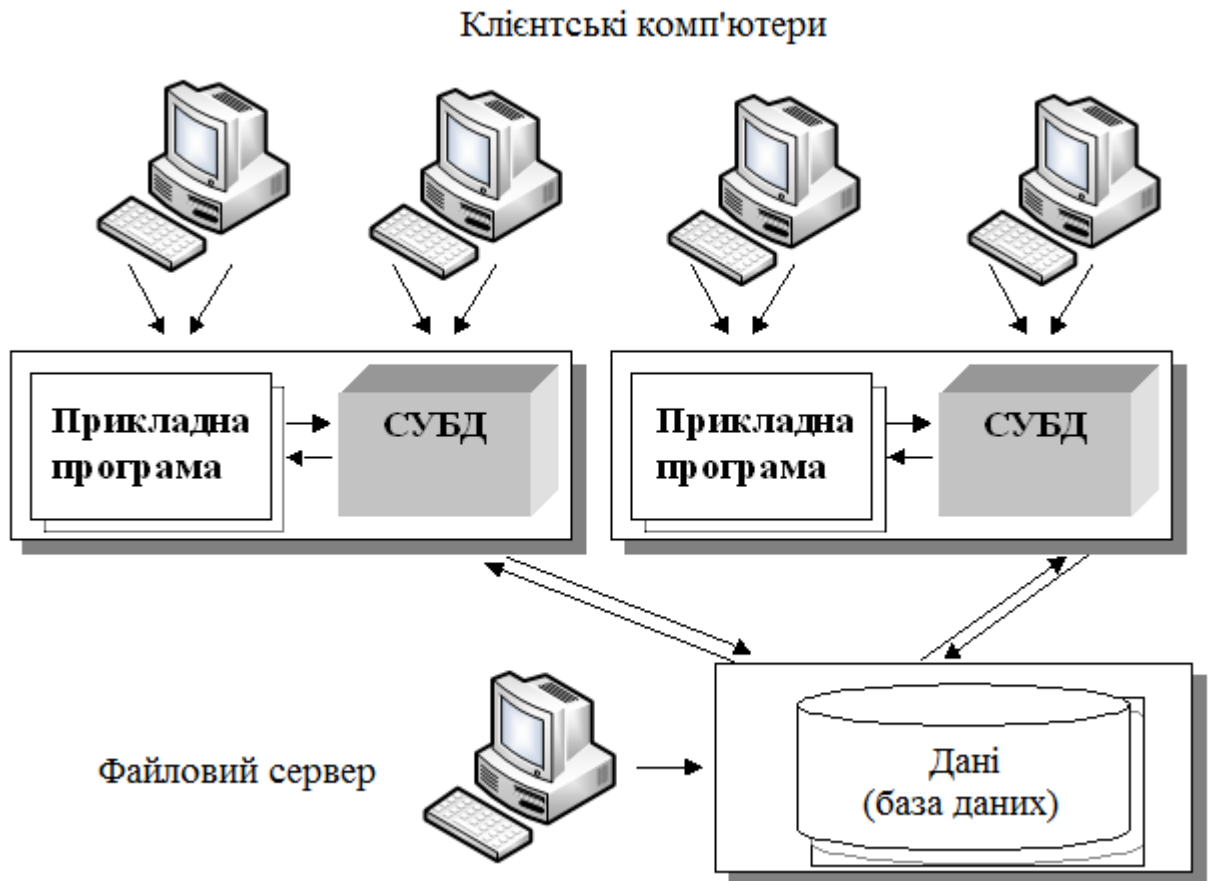 Клієнтські комп'ютери
Прикладна
програма
СУБД
Прикладна
програма
СУБД
Файловий сервер
Дані
(база даних)